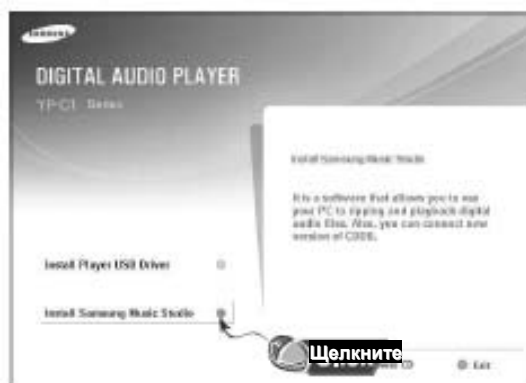 SAMSUNG
DIGITAL AUDIO PLAYER
YP-C1 Series
Install Samsung Music Studio
It is a software that allows you to use
your PC to ripping and playback digital
audio files. Also, you can connect new
version of CDDB.
Install Player USB Driver
Install Samsung Music Studio
Щелкните
CD
Exit